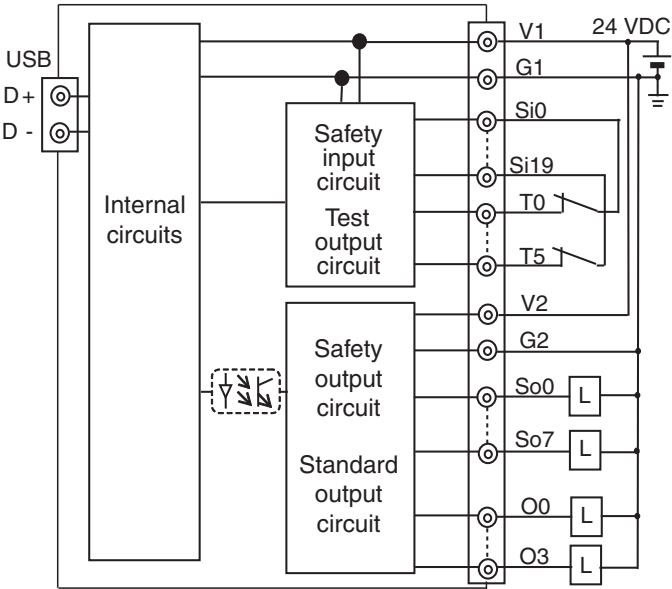 24 VDC
V1
USB
G1
D+
Si0
D -
Safety
input
circuit
Si19
Internal
circuits
T0
Test
output
circuit
T5
V2
G2
Safety
output
circuit
So0
L
So7
L
Standard
output
circuit
O0
L
O3
L